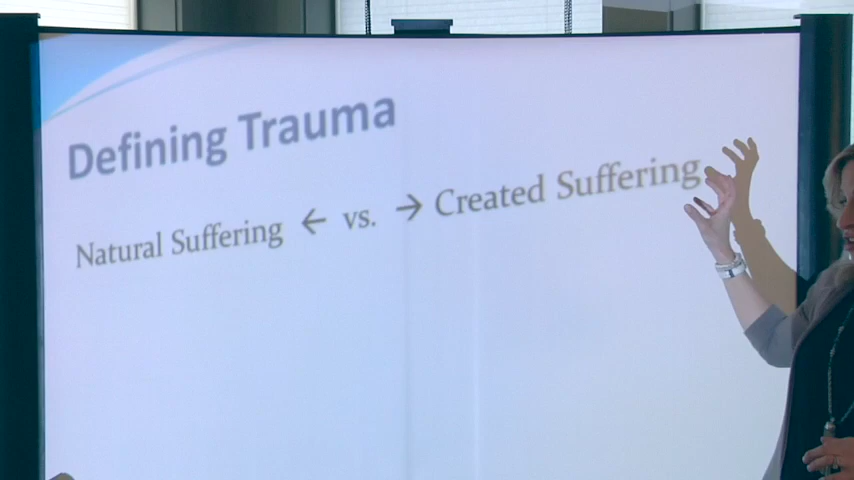 Defining Trauma
Natural Suffering ← vs. → Created Suffering